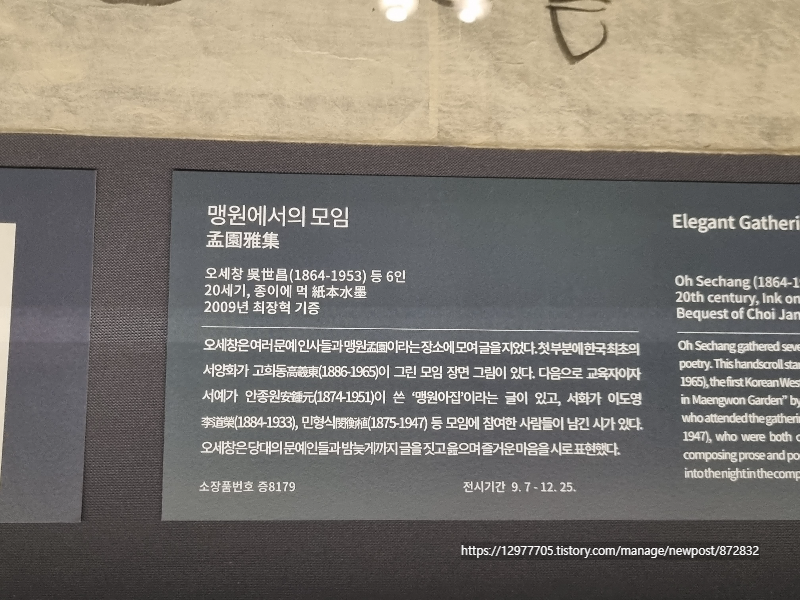 맹원에서의 모임
孟園雅集
오세창 吳世昌(1864-1953) 등 6인
20세기, 종이에 먹 紙本水墨
2009년 최장혁 기증
오세창은 여러 문예 인사들과 맹원孟園이라는 장소에 모여 글을 지었다. 첫 부분에 한국 최초의
서양화가 고희동高羲東(1886-1965)이 그린 모임 장면 그림이 있다. 다음으로 교육자이자
서예가 안종원安鍾元(1874-1951)이 쓴 ‘맹원아집’이라는 글이 있고, 서화가 이도영
李道榮(1884-1933), 민형식閔衡植(1875-1947) 등 모임에 참여한 사람들이 남긴 시가 있다.
오세창은 당대의 문예인들과 밤늦게까지 글을 짓고 읊으며 즐거운 마음을 시로 표현했다.
소장품번호 증8179
전시기간 9. 7 - 12. 25.
Elegant Gatheri
Oh Sechang (1864-1
20th century, Ink on
Bequest of Choi Jan
Oh Sechang gathered seve
poetry. This handscroll star
1965), the first Korean Wes
in Maengwon Garden” by
who attended the gatherin
1947), who were both c
composing prose and po
into the night in the comp
https://12977705.tistory.com/manage/newpost/872832